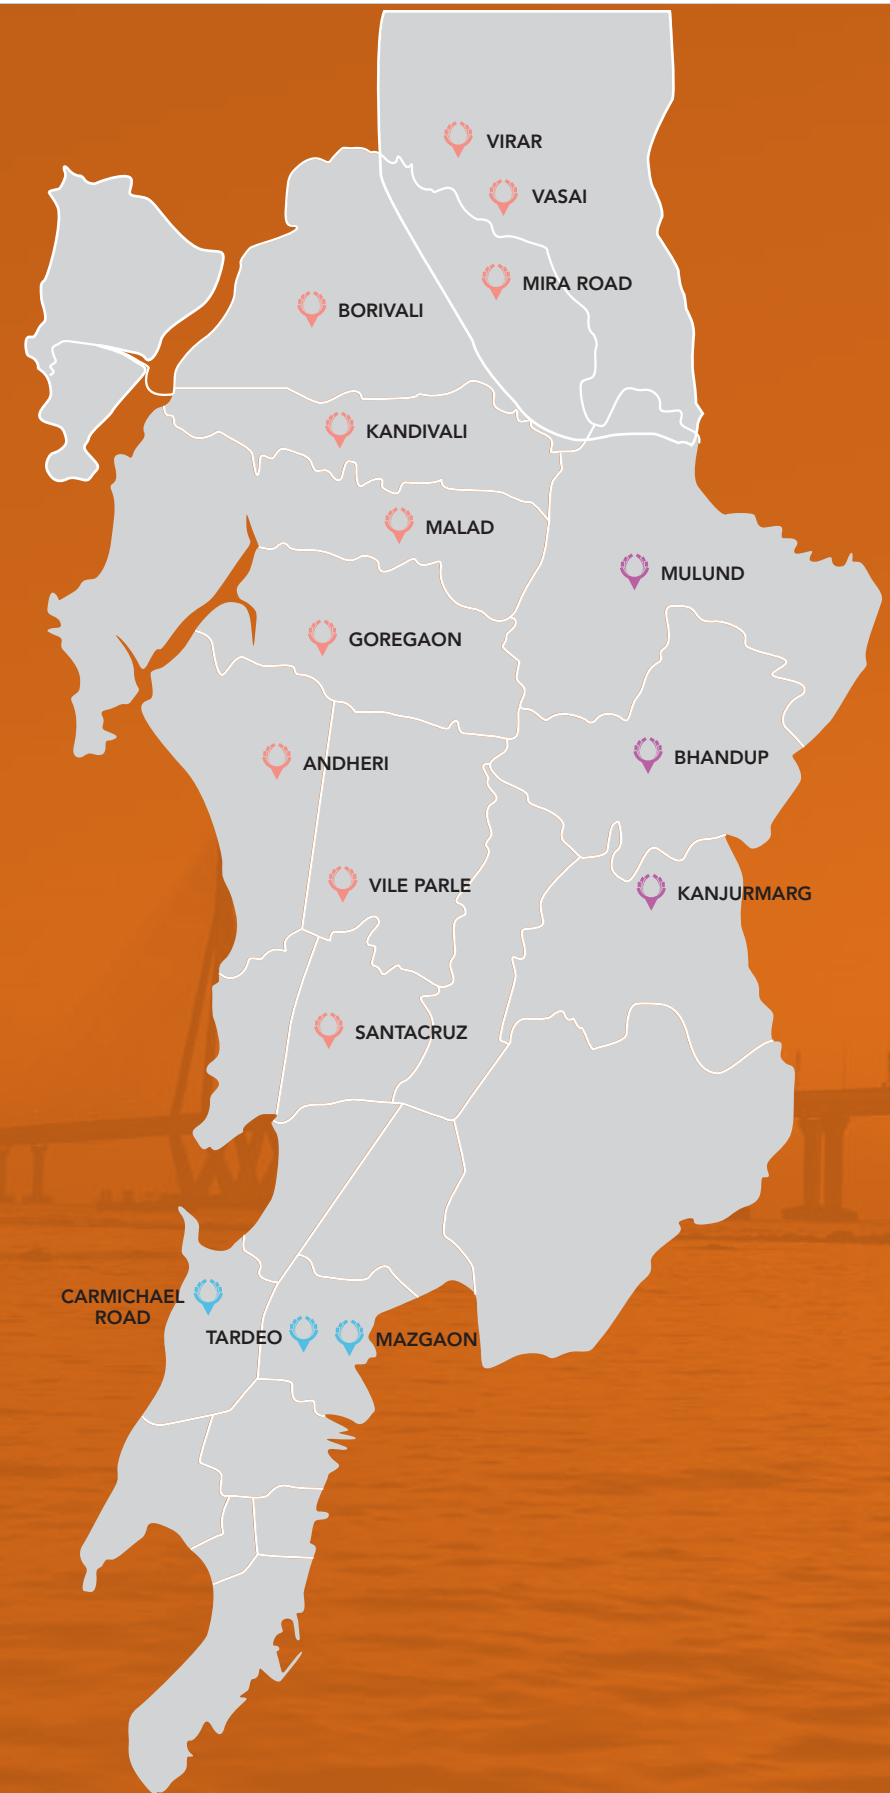 VIRAR
VASAI
MIRA ROAD
BORIVALI
KANDIVALI
MALAD
MULUND
GOREGAON
BHANDUP
ANDHERI
VILE PARLE
KANJURMARG
SANTACRUZ
CARMICHAEL
ROAD
TARDEO
MAZGAON